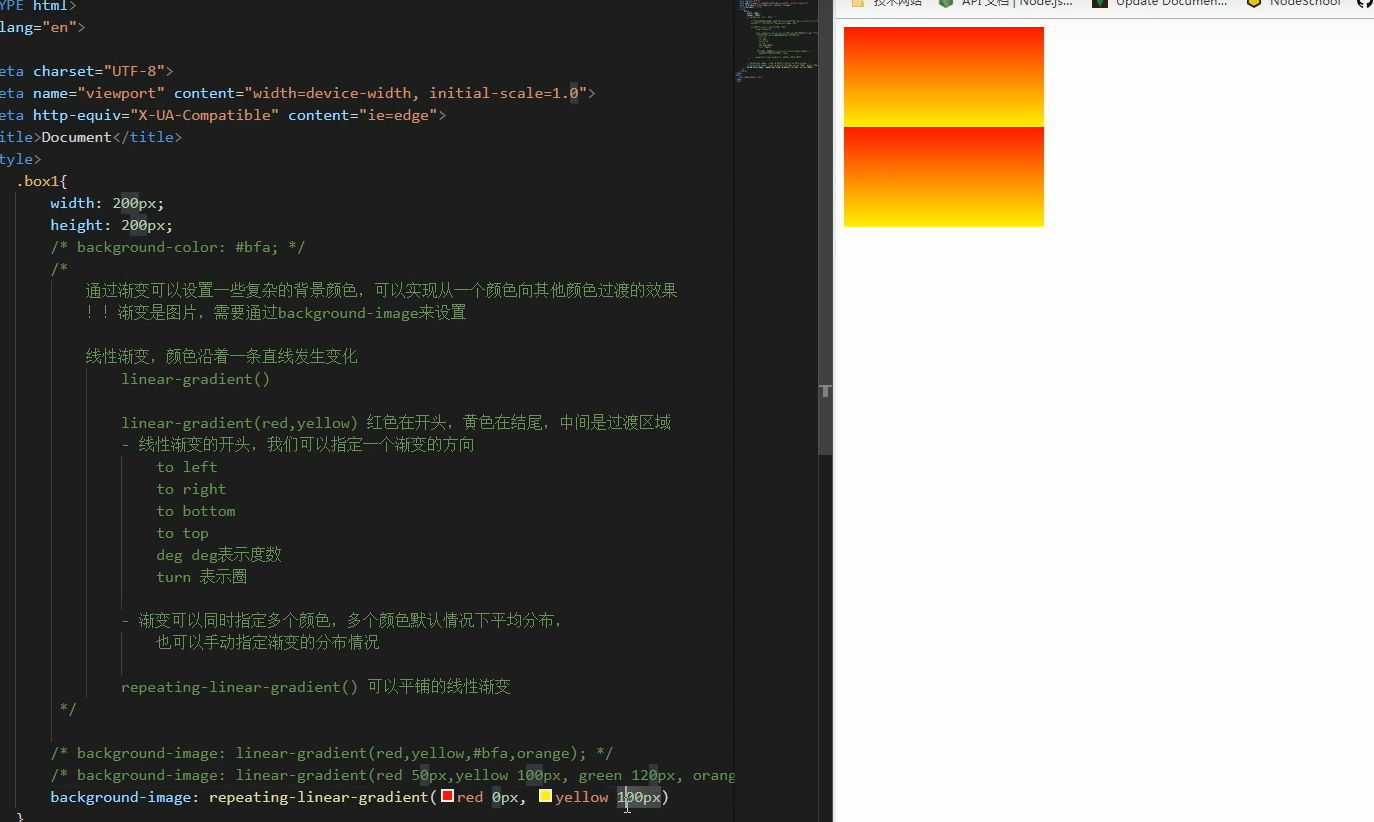 YPE html>
lang="en">
eta charset="UTF-8">
eta name="viewport" content="width=device-width, initial-scale=1.0">
eta http-equiv="X-UA-Compatible" content="ie=edge">
itle>Document</title>
tyle>
.box1{
width: 200px;
height: 200px;
/* background-color: #bfa; */
/*
通过渐变可以设置一些复杂的背景颜色，可以实现从一个颜色向其他颜色过渡的效果
！！渐变是图片，需要通过background-image来设置
线性渐变，颜色沿着一条直线发生变化
linear-gradient()
linear-gradient(red,yellow) 红色在开头，黄色在结尾，中间是过渡区域
- 线性渐变的开头，我们可以指定一个渐变的方向
to left
to right
to bottom
to top
deg deg表示度数
turn 表示圈
- 渐变可以同时指定多个颜色，多个颜色默认情况下平均分布，
也可以手动指定渐变的分布情况
repeating-linear-gradient() 可以平铺的线性渐变
*/
/* background-image: linear-gradient(red,yellow,#bfa,orange); */
/* background-image: linear-gradient(red 50px,yellow 100px, green 120px, orang
background-image: repeating-linear-gradient(red 0px, yellow 100px)
}
技术网站 API 文档 | Node.js... Update Documen... NodeSchool